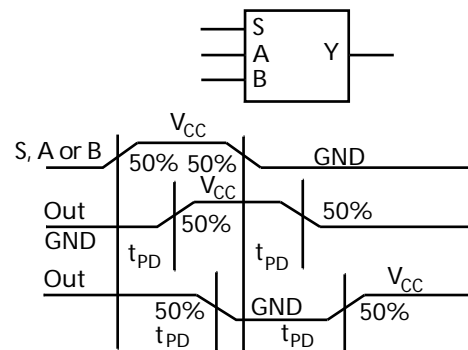 S
A Y
B
V_CC
S, A or B
50% 50% GND
V_CC
Out 50% 50%
GND
t_PD t_PD
Out V_CC
50% GND 50%
t_PD t_PD